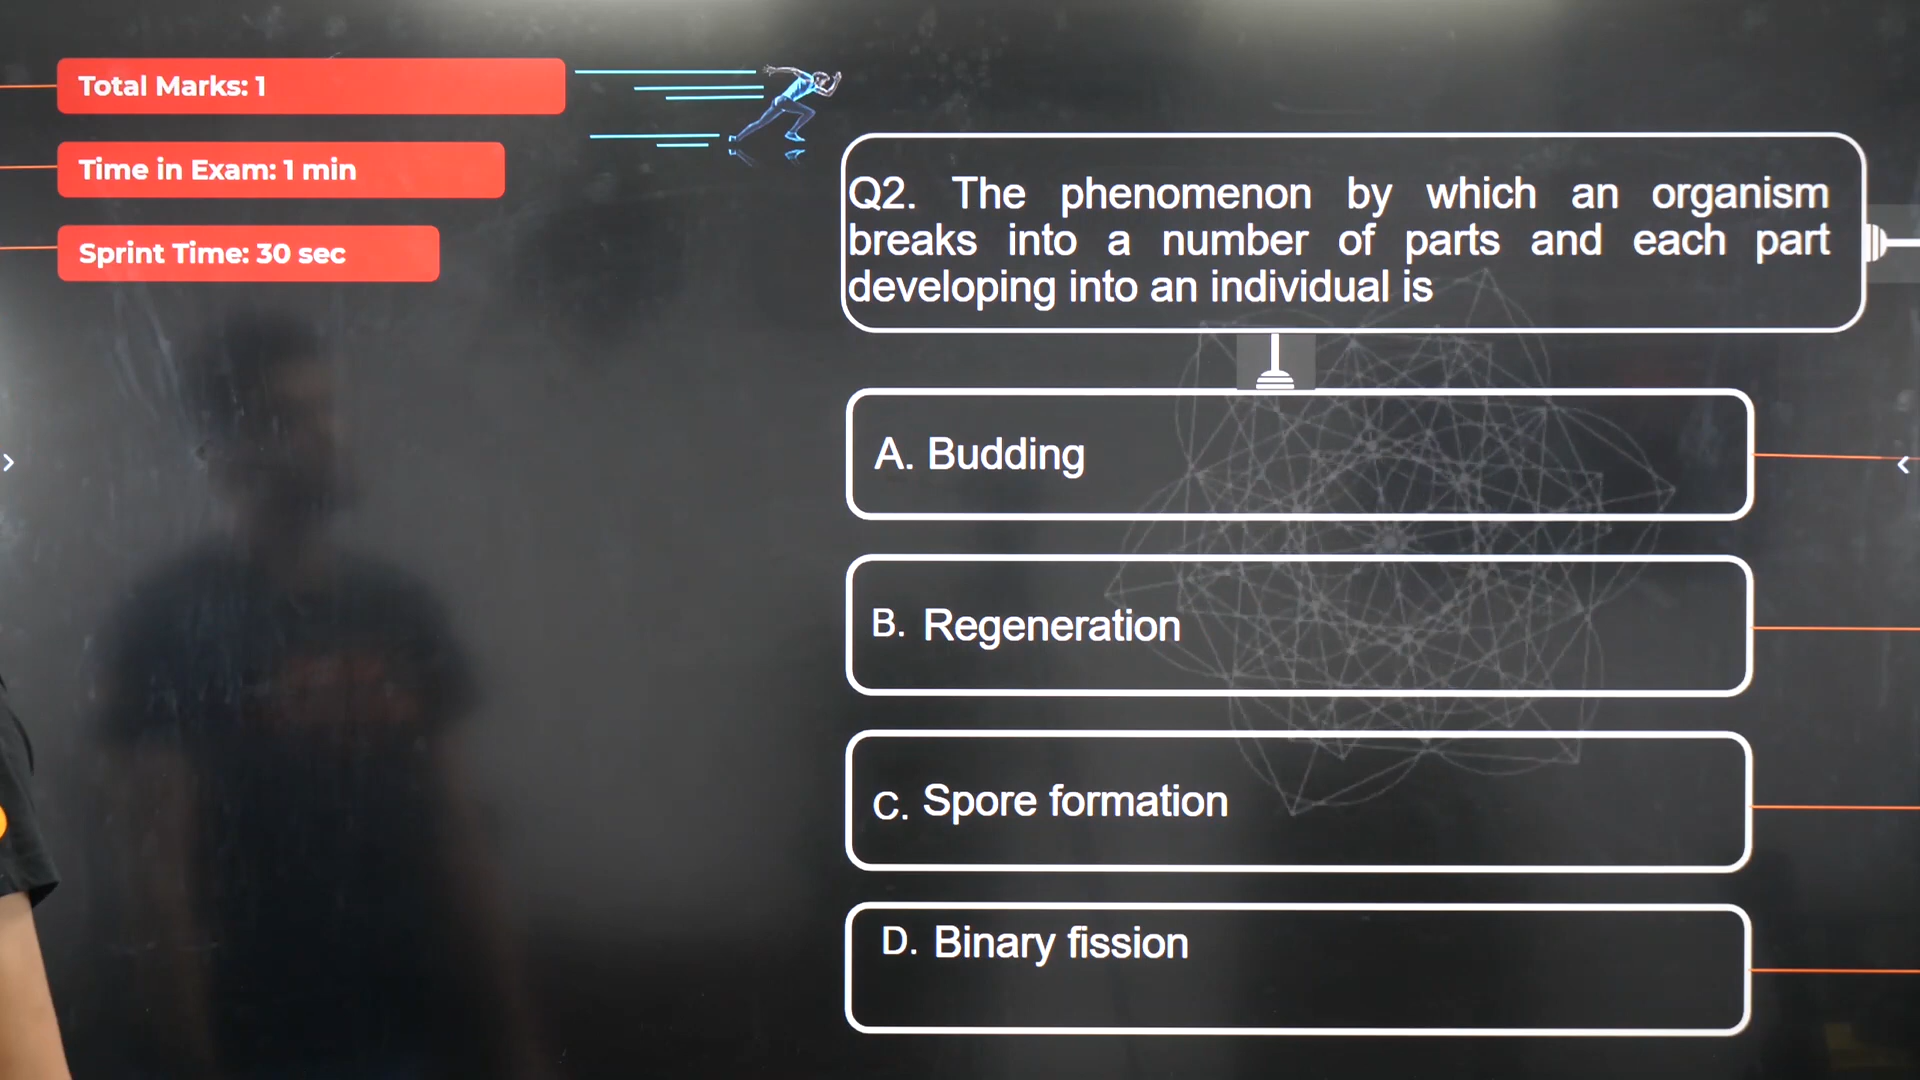 Total Marks: 1
Time in Exam: 1 min
Sprint Time: 30 sec
Q2. The phenomenon by which an organism
breaks into a number of parts and each part
developing into an individual is
A. Budding
B. Regeneration
C. Spore formation
D. Binary fission